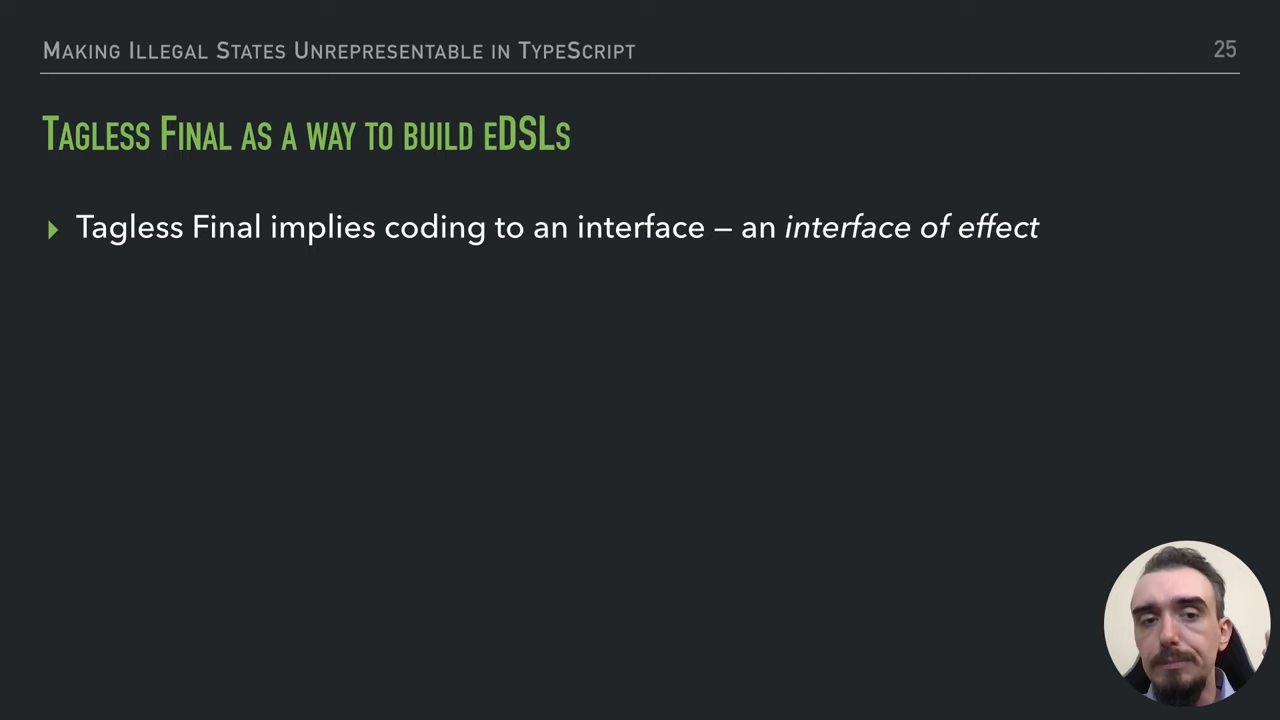 Making Illegal States Unrepresentable in TypeScript
25
Tagless Final as a way to build eDSLs
Tagless Final implies coding to an interface – an interface of effect